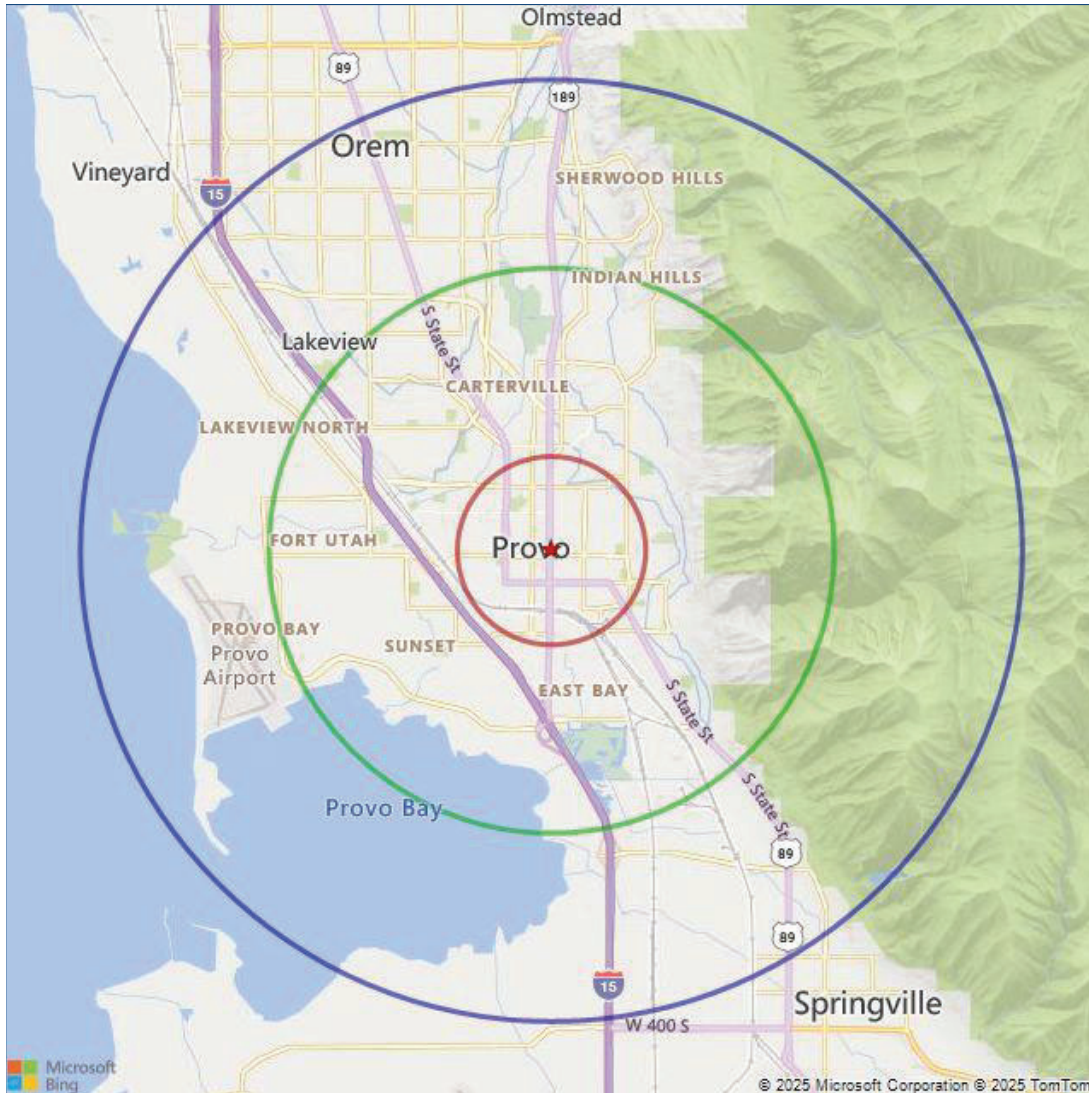 Olmstead
89
189
Orem
Vineyard
SHERWOOD HILLS
15
INDIAN HILLS
S State St
Lakeview
CARTERVILLE
LAKEVIEW NORTH
FORT UTAH
Provo
PROVO BAY
Provo
Airport
SUNSET
EAST BAY
S State St
S State St
Provo Bay
89
89
15
Springville
W 400 S
Microsoft
Bing
© 2025 Microsoft Corporation © 2025 TomTom